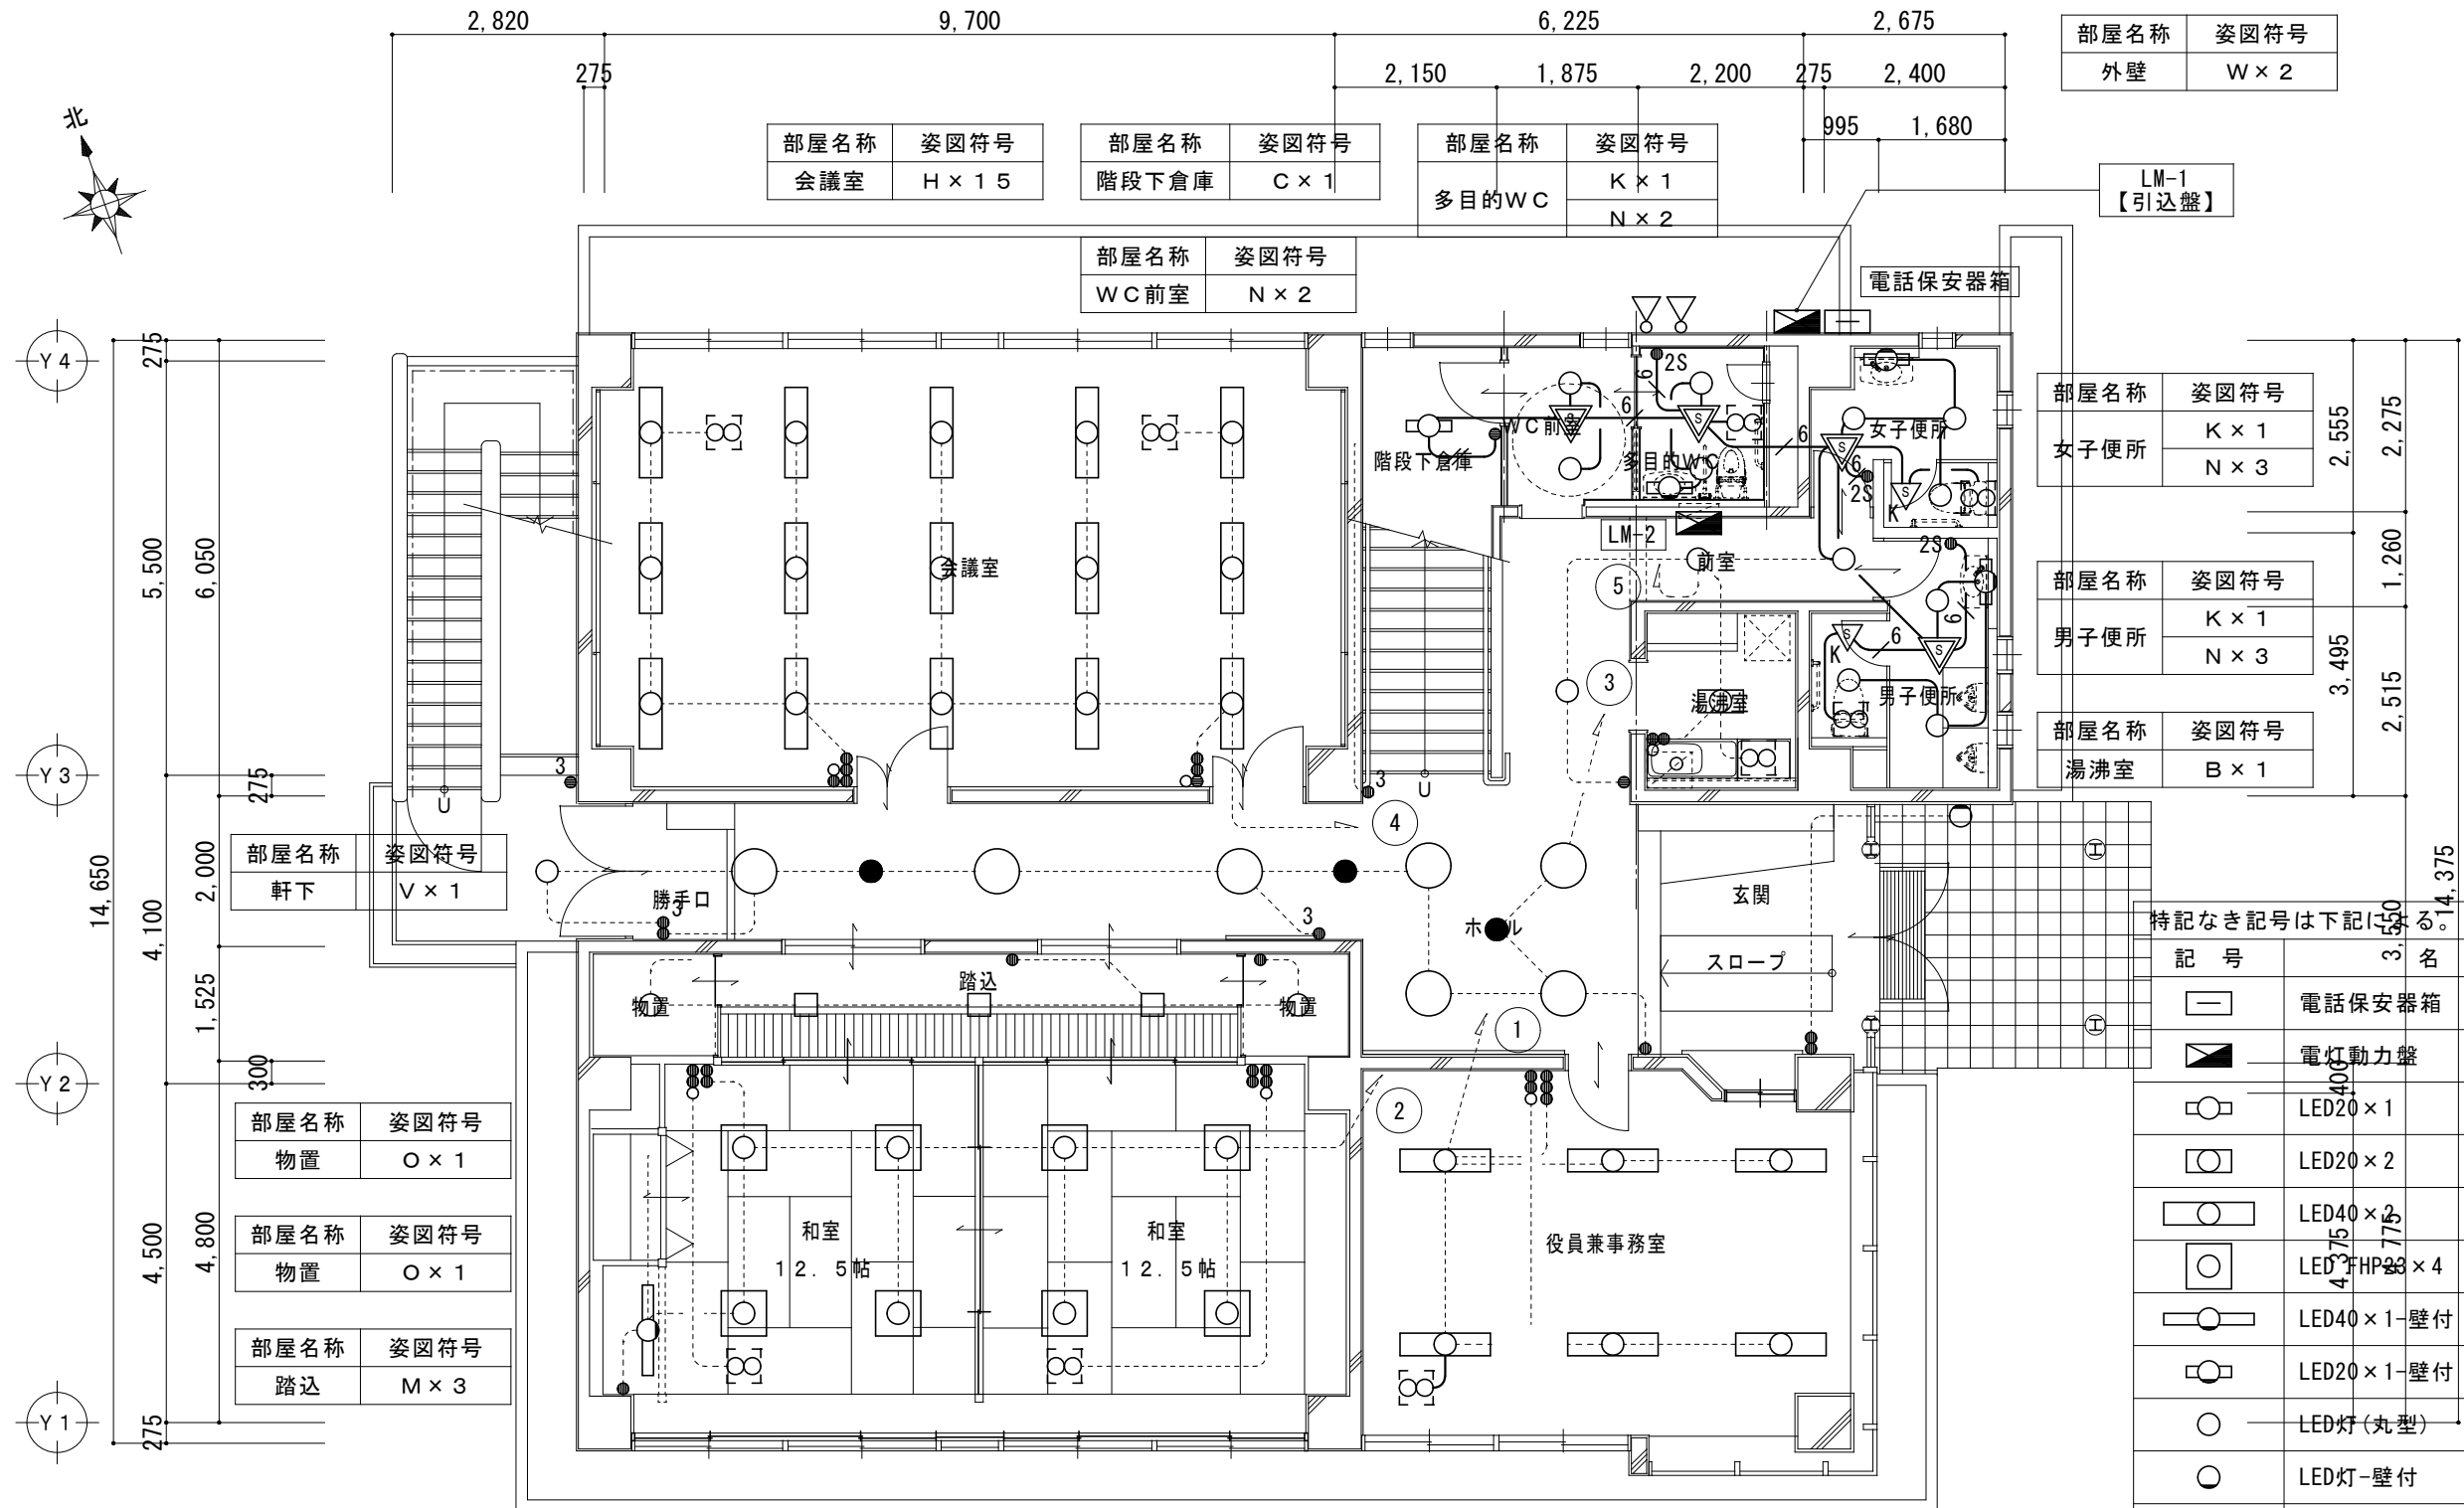 2,820 9,700 6,225 2,675
275 2,150 1,875 2,200 275 2,400
995 1,680
部屋名称 姿図符号
外壁 W×2
北
部屋名称 姿図符号
会議室 H×15
部屋名称 姿図符号
階段下倉庫 C×1
部屋名称 姿図符号
多目的WC K×1
N×2
LM-1
【引込盤】
部屋名称 姿図符号
WC前室 N×2
電話保安器箱
Y4
Y3
Y2
Y1
14,650
275
5,500
4,100
4,500
275
6,050
275
2,000
1,525
300
4,800
会議室
階段下倉庫
WC前室
多目的WC
女子便所
LM-2
前室
湯沸室
男子便所
2S
2S
2S
6
6
6
6
6
6
S
S
S
S
S
S
K
K
5
3
4
1
2
3
3
3
3
U
U
勝手口
ホール
玄関
スロープ
踏込
物置
物置
和室
12.5帖
和室
12.5帖
役員兼事務室
部屋名称 姿図符号
女子便所 K×1
N×3
部屋名称 姿図符号
男子便所 K×1
N×3
部屋名称 姿図符号
湯沸室 B×1
部屋名称 姿図符号
軒下 V×1
部屋名称 姿図符号
物置 O×1
部屋名称 姿図符号
物置 O×1
部屋名称 姿図符号
踏込 M×3
2,555
3,495
2,275
1,260
2,515
3,550
400
4,375
4,775
14,375
特記なき記号は下記による。
記号 名
電話保安器箱
電灯動力盤
LED20×1
LED20×2
LED40×2
LED FHP23×4
LED40×1-壁付
LED20×1-壁付
LED灯(丸型)
LED灯-壁付